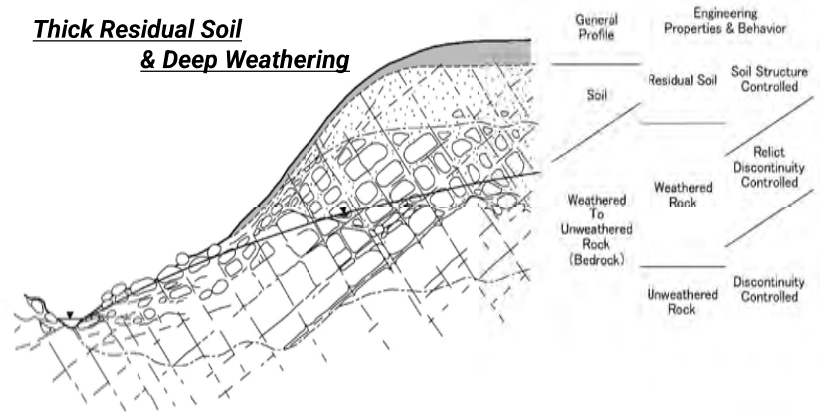 Thick Residual Soil
& Deep Weathering
General
Profile
Engineering
Properties & Behavior
Soil
Residual Soil
Soil Structure
Controlled
Weathered
To
Unweathered
Rock
(Bedrock)
Weathered
Rock
Relict
Discontinuity
Controlled
Unweathered
Rock
Discontinuity
Controlled